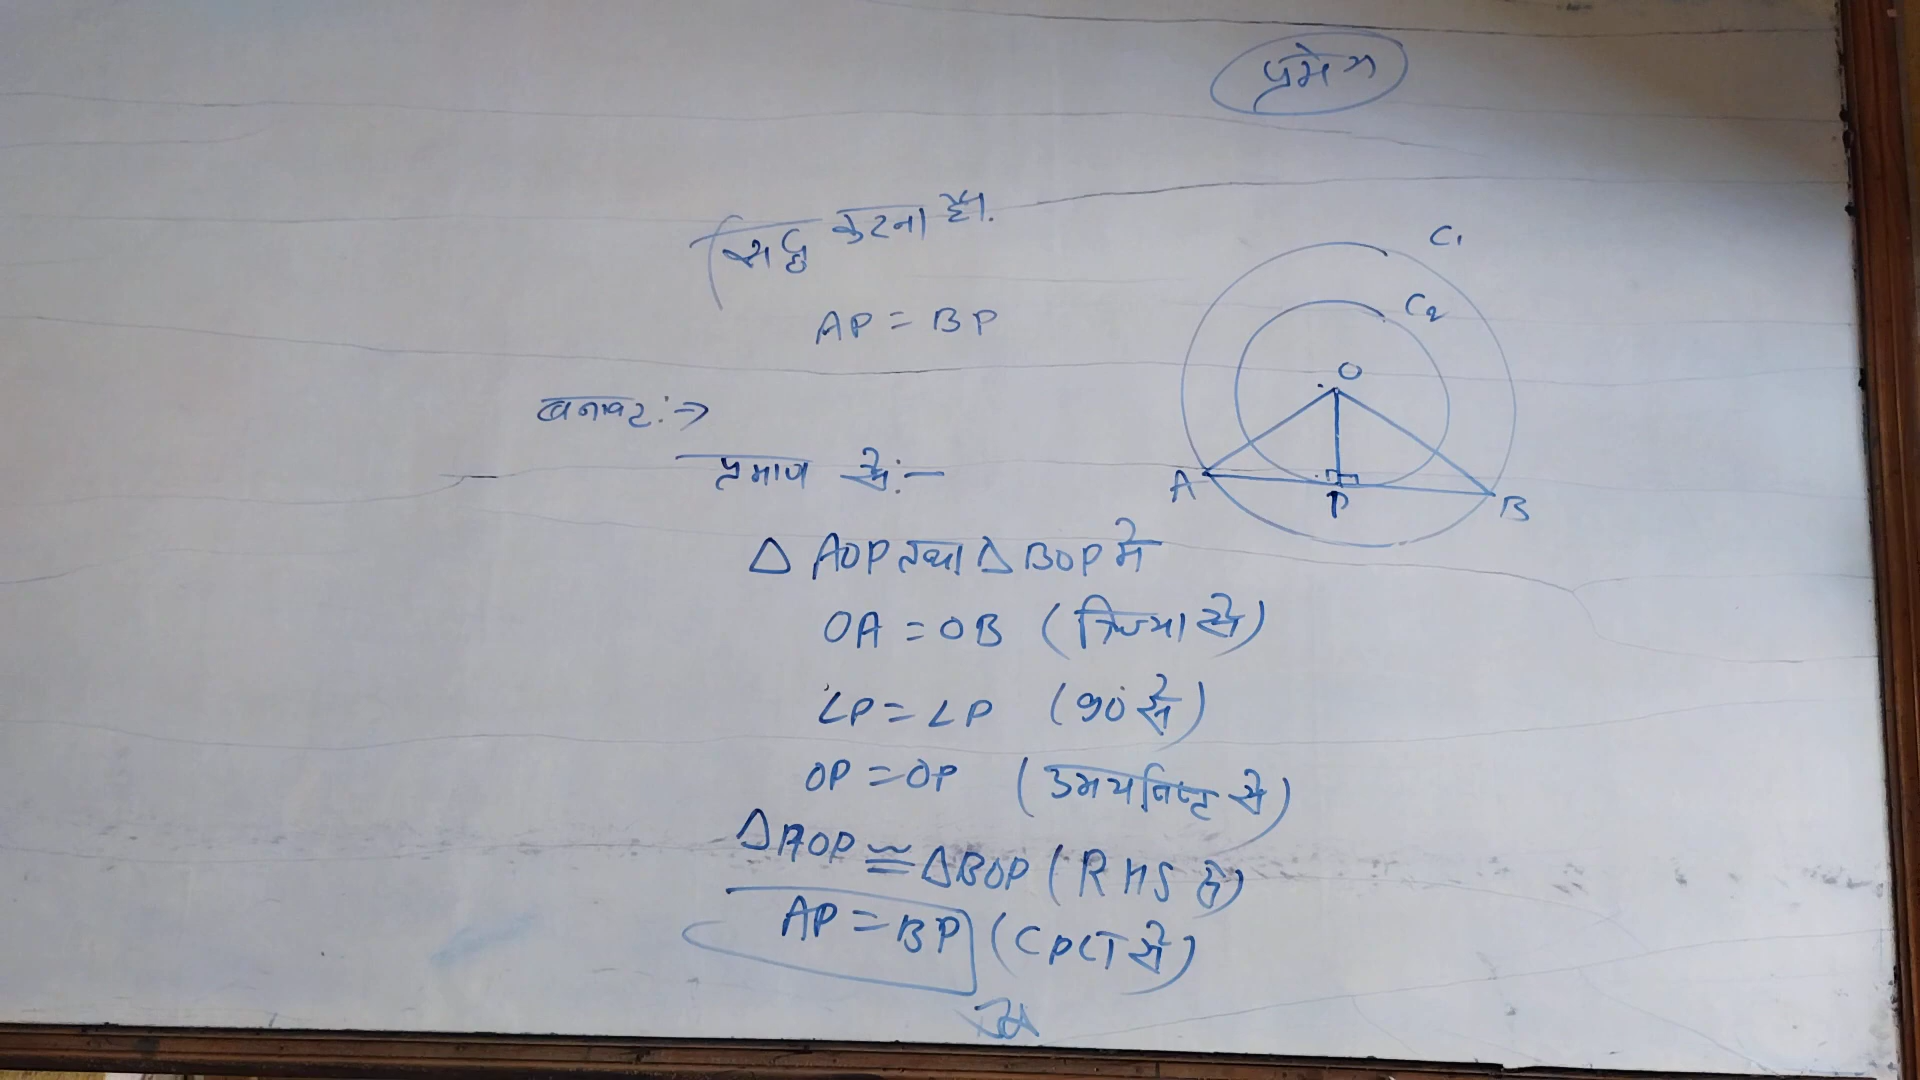 प्रमेय
सिद्ध करना है।.
AP = BP
बनावट:→
प्रमाण से:-
C₁
C₂
O
A
P
B
△ AOP तथा △ BOP में
OA = OB (त्रिज्या से)
∠P = ∠P (90° से)
OP = OP (उभयनिष्ट से)
△AOP ≅ △BOP (RHS से)
AP = BP (CPCT से)